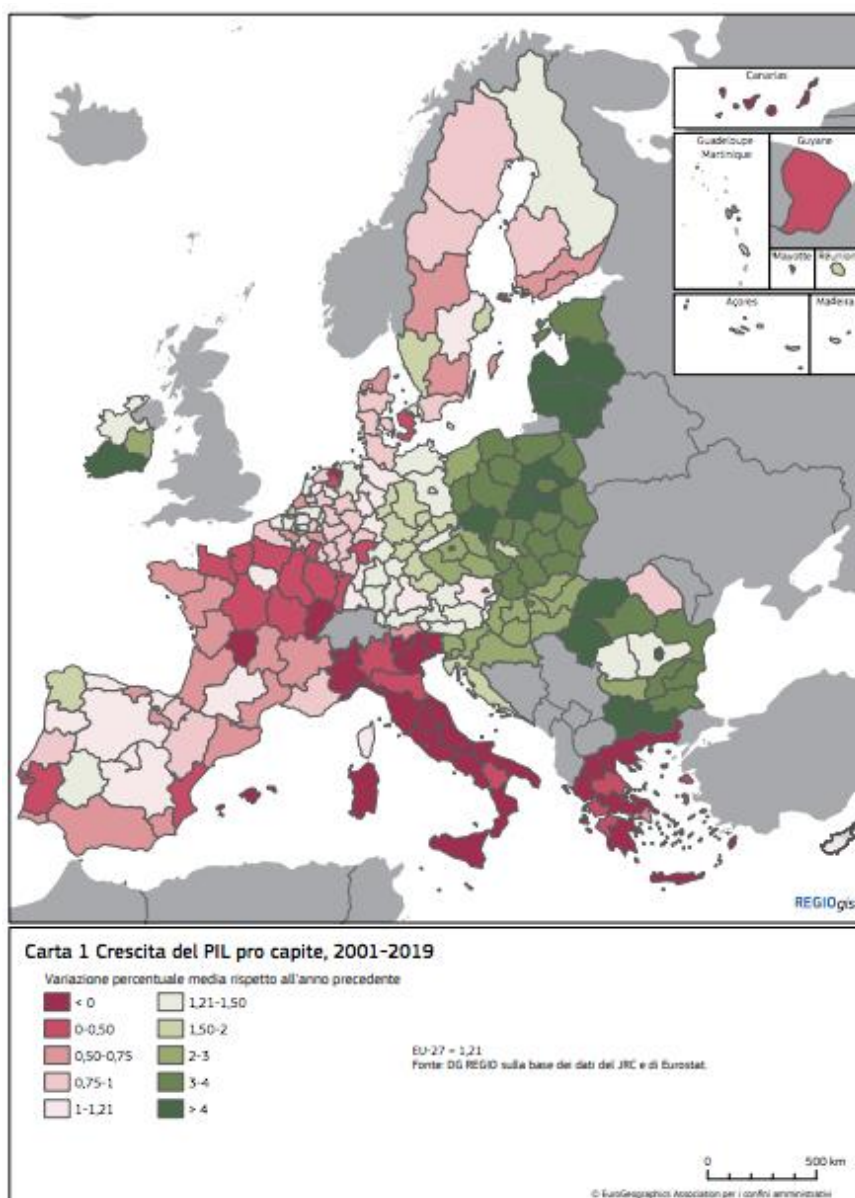 Canarias
Guadeloupe
Martinique
Guyane
Mayotte
Réunion
Açores
Madeira
REGIOgis
Carta 1 Crescita del PIL pro capite, 2001-2019
Variazione percentuale media rispetto all'anno precedente
< 0
0-0,50
0,50-0,75
0,75-1
1-1,21
1,21-1,50
1,50-2
2-3
3-4
> 4
EU-27 = 1,21
Fonte: DG REGIO sulla base dei dati del JRC e di Eurostat.
0 500 km
© EuroGeographics Association per i confini amministrativi